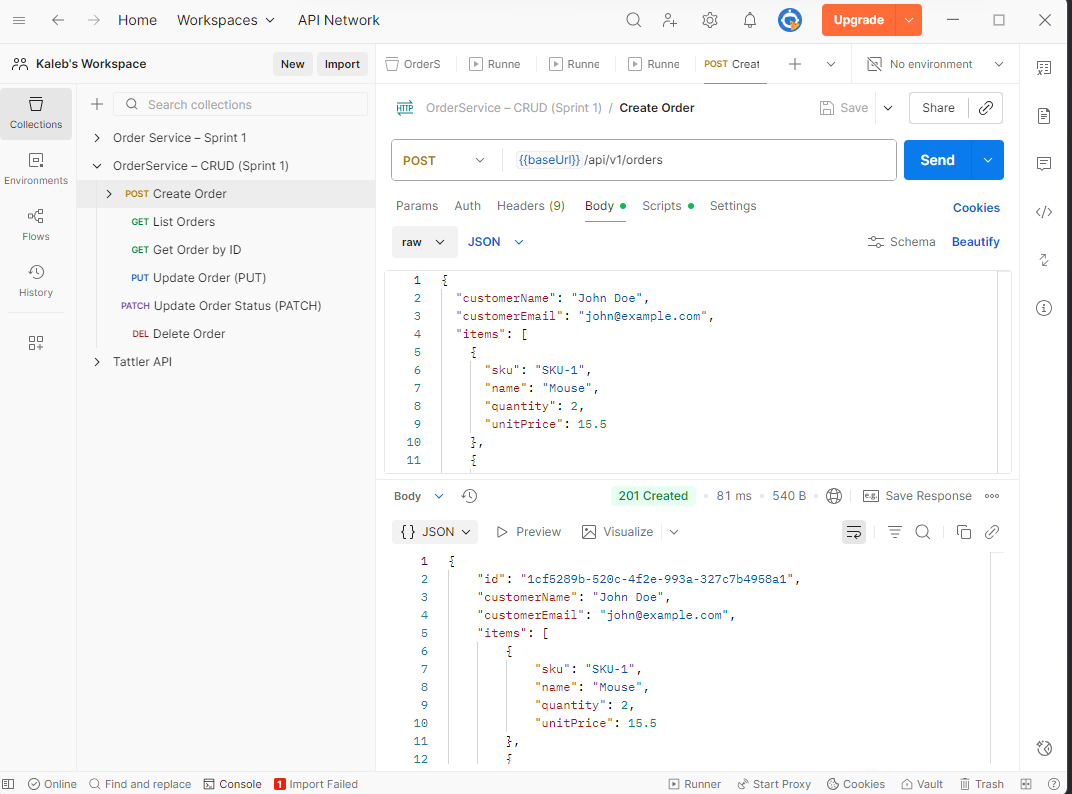 Home Workspaces API Network Upgrade
Kaleb's Workspace New Import OrderS Runne Runne Runne POST Creat No environment
Collections
Environments
Flows
History
Search collections
Order Service – Sprint 1
OrderService – CRUD (Sprint 1)
POST Create Order
GET List Orders
GET Get Order by ID
PUT Update Order (PUT)
PATCH Update Order Status (PATCH)
DEL Delete Order
Tattler API
HTTP OrderService – CRUD (Sprint 1) / Create Order Save Share
POST {{baseUrl}} /api/v1/orders Send
Params Auth Headers (9) Body Scripts Settings Cookies
raw JSON Schema Beautify
1 {
2 "customerName": "John Doe",
3 "customerEmail": "john@example.com",
4 "items": [
5 {
6 "sku": "SKU-1",
7 "name": "Mouse",
8 "quantity": 2,
9 "unitPrice": 15.5
10 },
11 {
Body 201 Created 81 ms 540 B e.g. Save Response
{} JSON Preview Visualize
1 {
2 "id": "1cf5289b-520c-4f2e-993a-327c7b4958a1",
3 "customerName": "John Doe",
4 "customerEmail": "john@example.com",
5 "items": [
6 {
7 "sku": "SKU-1",
8 "name": "Mouse",
9 "quantity": 2,
10 "unitPrice": 15.5
11 },
12 {
Online Find and replace Console 1 Import Failed Runner Start Proxy Cookies Vault Trash